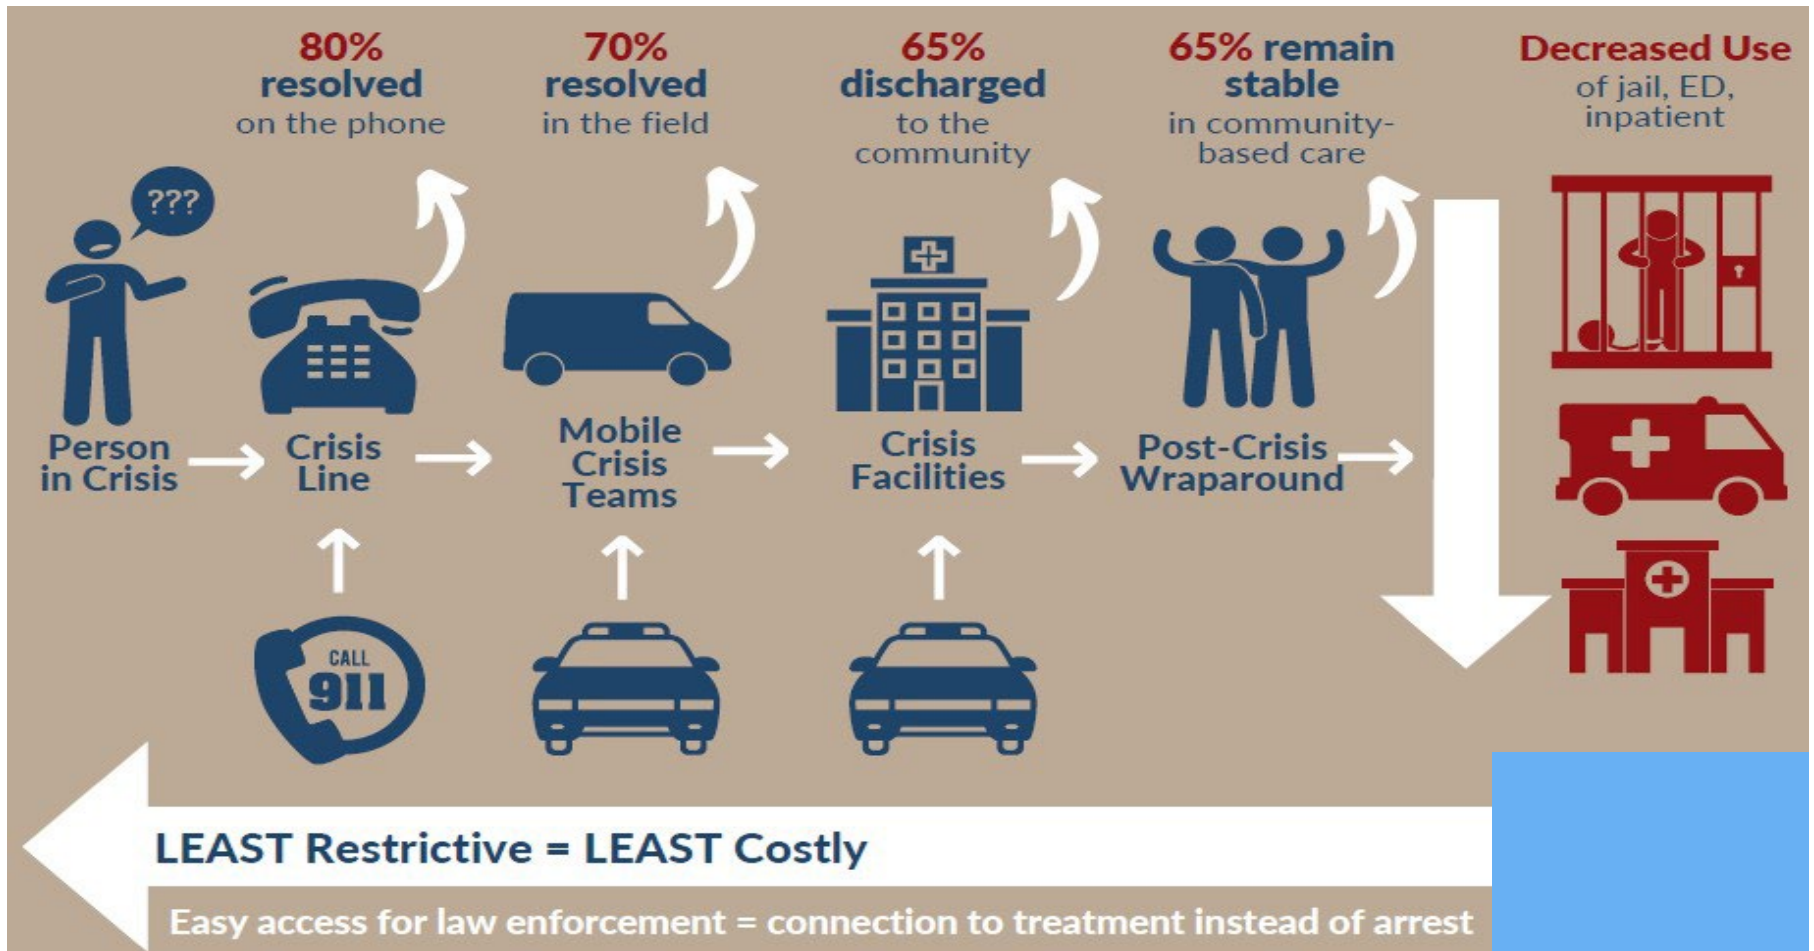 80%
resolved
on the phone
70%
resolved
in the field
65%
discharged
to the
community
65% remain
stable
in community-
based care
Decreased Use
of jail, ED,
inpatient
???
Person
in Crisis
Crisis
Line
Mobile
Crisis
Teams
Crisis
Facilities
Post-Crisis
Wraparound
CALL
911
LEAST Restrictive = LEAST Costly
Easy access for law enforcement = connection to treatment instead of arrest